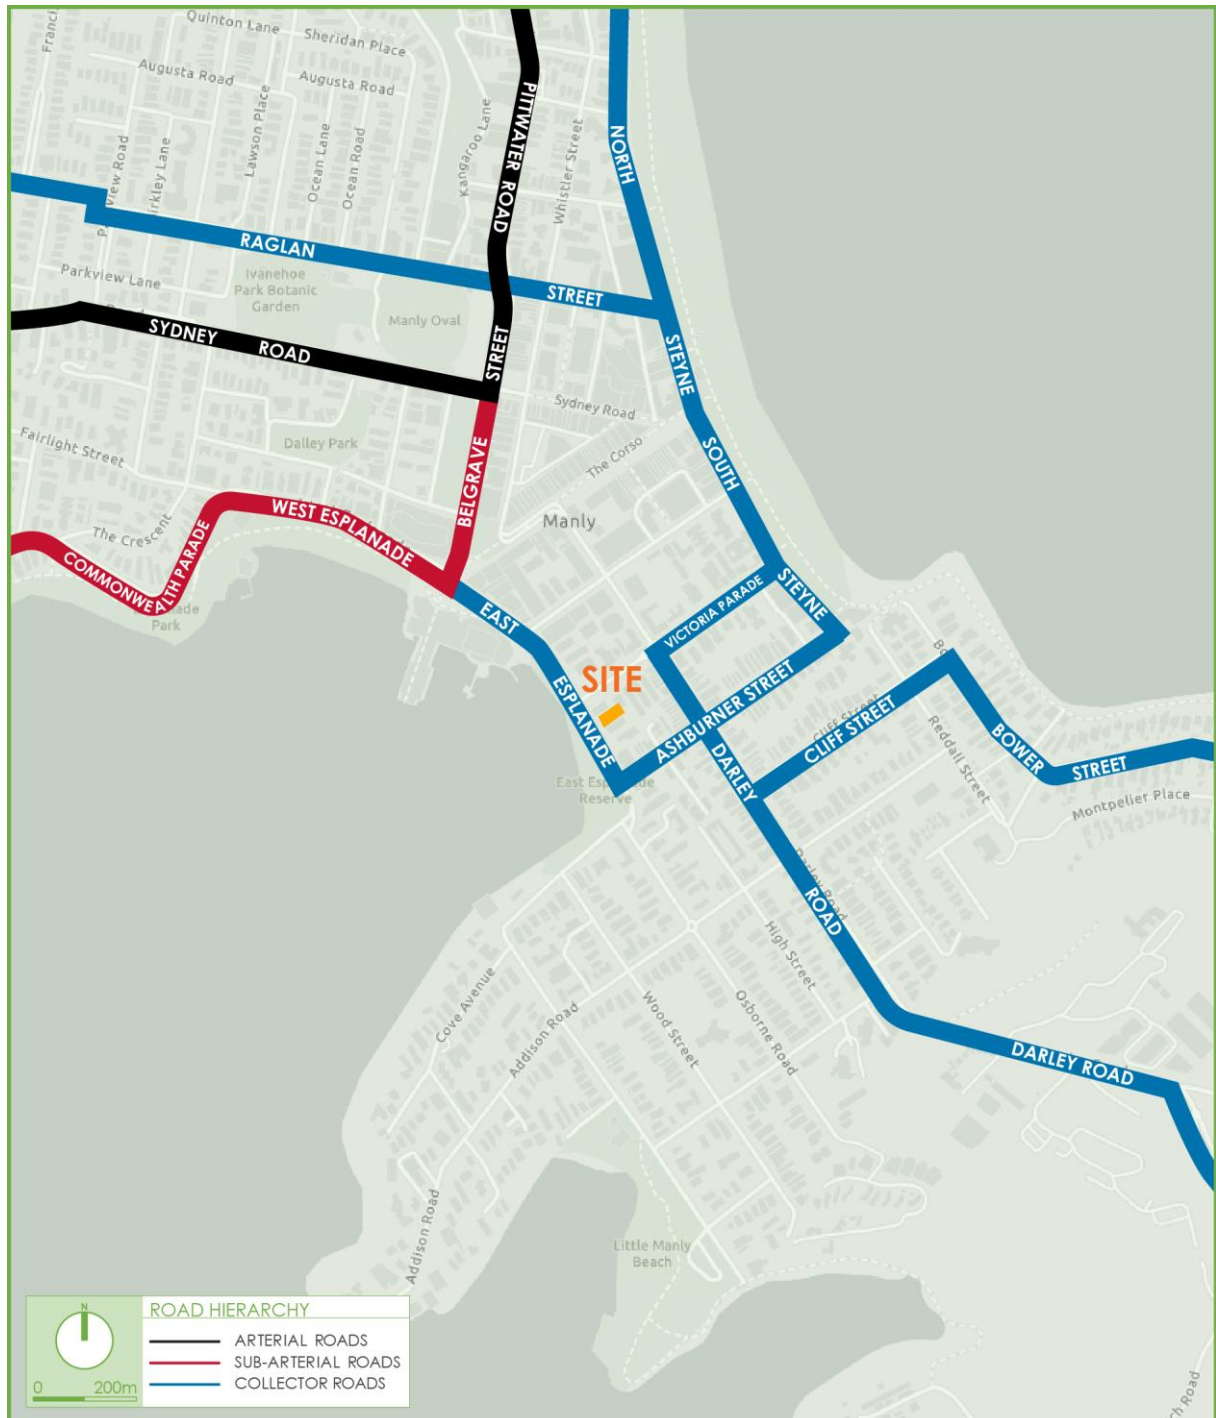 Quinton Lane
Sheridan Place
Augusta Road
Augusta Road
Lawson Place
Ocean Lane
Ocean Road
Kangaroo Lane
Whistler Street
PITTWATER ROAD
NORTH
RAGLAN
STREET
Parkview Lane
Ivanehoe
Park Botanic
Garden
Manly Oval
SYDNEY ROAD
STREET
STEYNE
Sydney Road
Fairlight Street
Dalley Park
The Corso
BELGRAVE
SOUTH
Manly
The Crescent
WEST ESPLANADE
COMMONWEALTH PARADE
Park
EAST
VICTORIA PARADE
STEYNE
SITE
ESPLANADE
ASHBURNER STREET
Cliff Street
CLIFF STREET
Reddall Street
BOWER
STREET
DARLEY
East Esplanade
Reserve
Montpelier Place
Darley Road
ROAD
High Street
Cove Avenue
Addison Road
Wood Street
Osborne Road
DARLEY ROAD
Addison Road
Little Manly
Beach
N
ROAD HIERARCHY
ARTERIAL ROADS
SUB-ARTERIAL ROADS
COLLECTOR ROADS
0 200m